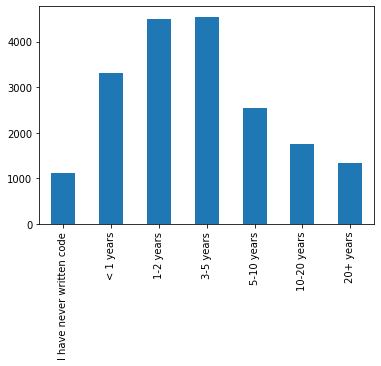 4000
3000
2000
1000
0
I have never written code
< 1 years
1-2 years
3-5 years
5-10 years
10-20 years
20+ years